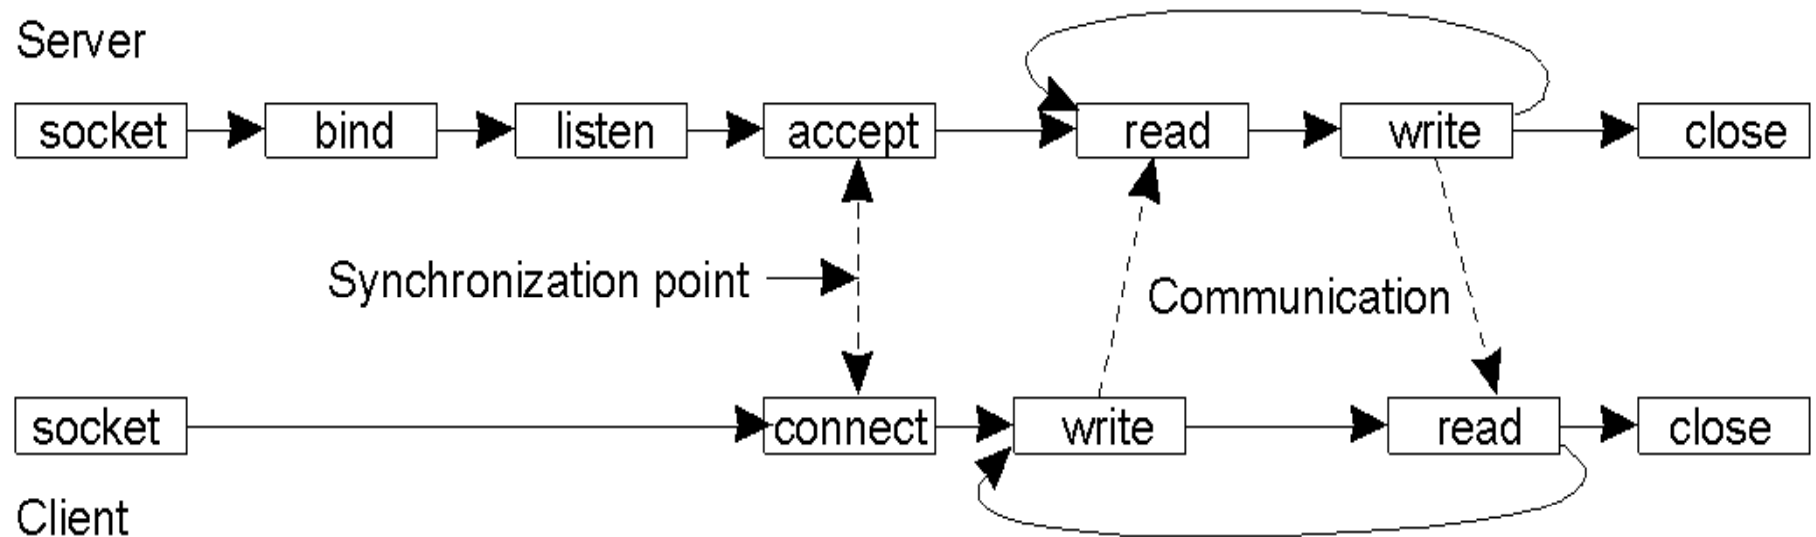 Server
socket bind listen accept read write close
Synchronization point
Communication
socket connect write read close
Client